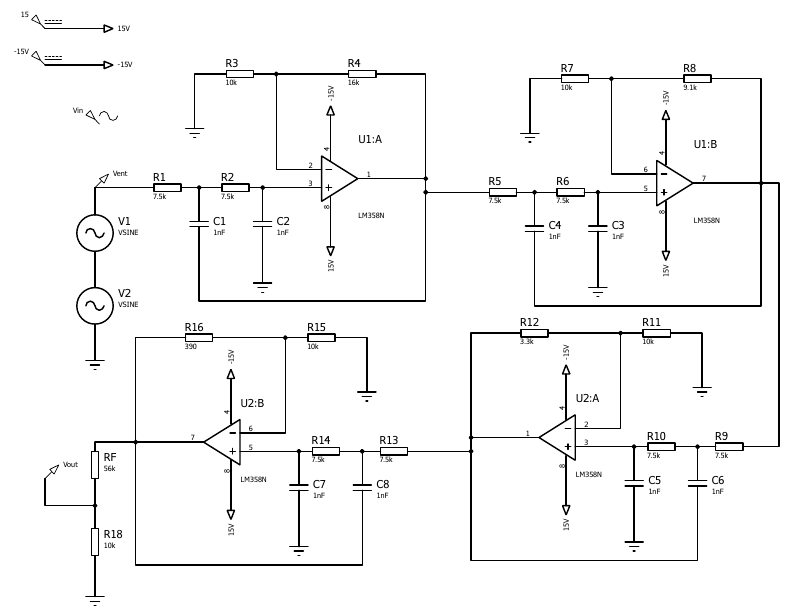 15
15V
-15V
-15V
Vin
Vent
R3
10k
R4
16k
-15V
4
U1:A
2
3
1
8
LM358N
15V
R1
7.5k
R2
7.5k
C1
1nF
C2
1nF
V1
VSINE
V2
VSINE
R7
10k
R8
9.1k
-15V
4
U1:B
6
5
7
8
LM358N
15V
R5
7.5k
R6
7.5k
C4
1nF
C3
1nF
R16
390
R15
10k
-15V
4
U2:B
7
6
5
8
LM358N
15V
R14
7.5k
R13
7.5k
C7
1nF
C8
1nF
RF
56k
Vout
R18
10k
R12
3.3k
R11
10k
-15V
4
U2:A
1
2
3
8
LM358N
15V
R10
7.5k
R9
7.5k
C5
1nF
C6
1nF